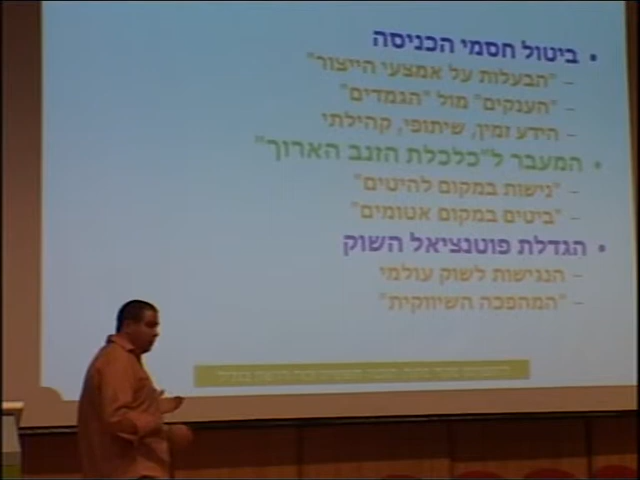 • ביטול חסמי הכניסה
– "הבעלות על אמצעי הייצור"
– "הענקים" מול "הגמדים"
– הידע זמין, שיתופי, קהילתי
• המעבר ל"כלכלת הזנב הארוך"
– "נישות במקום להיטים"
– "ביטים במקום אטומים"
• הגדלת פוטנציאל השוק
– הנגישות לשוק עולמי
– "המהפכה השיווקית"